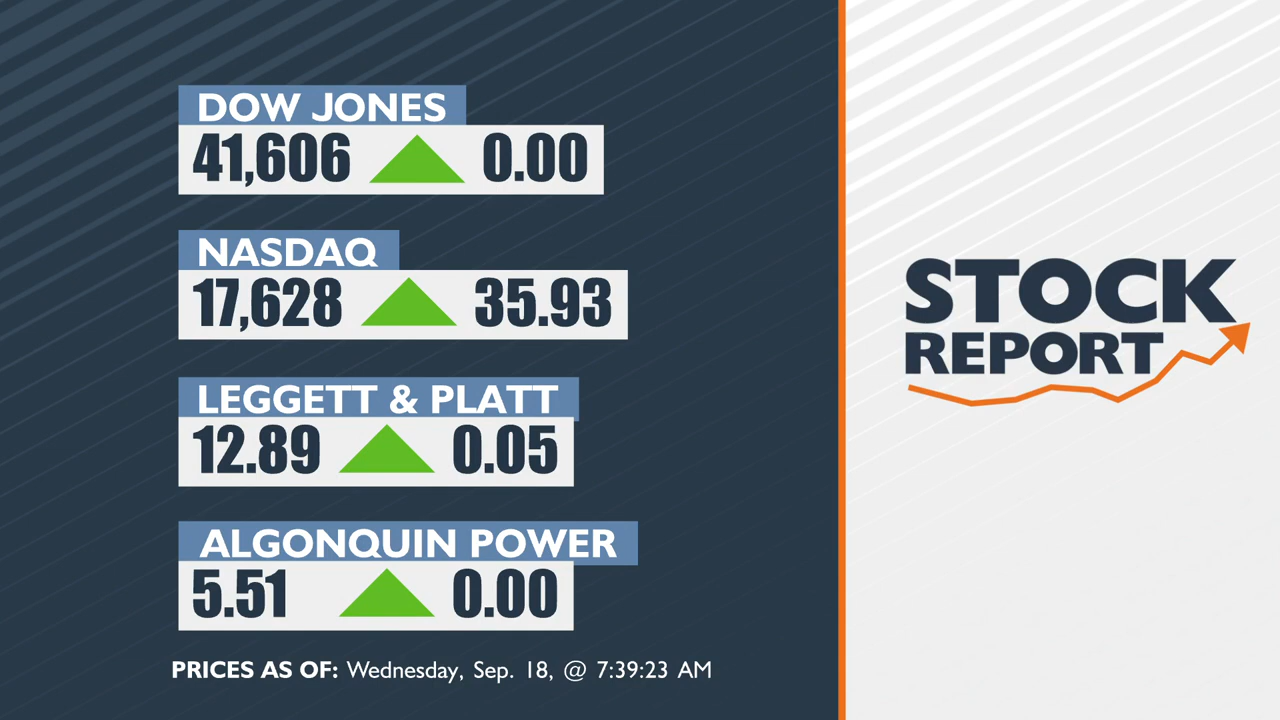 DOW JONES
41,606 0.00
NASDAQ
17,628 35.93
LEGGETT & PLATT
12.89 0.05
ALGONQUIN POWER
5.51 0.00
PRICES AS OF: Wednesday, Sep. 18, @ 7:39:23 AM
STOCK
REPORT